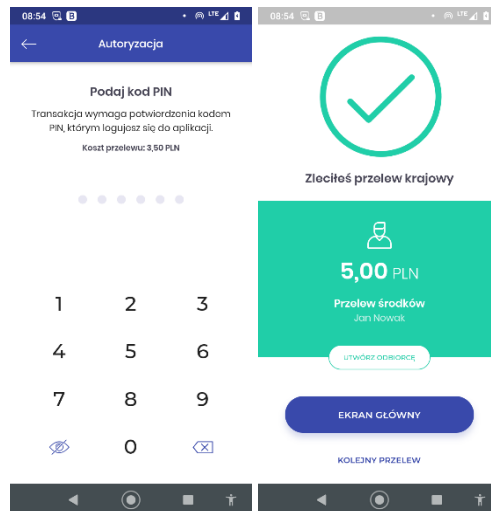 08:54 B LTE
Autoryzacja
Podaj kod PIN
Transakcja wymaga potwierdzenia kodem
PIN, którym logujesz się do aplikacji.
Koszt przelewu: 3,50 PLN
1 2 3
4 5 6
7 8 9
0
08:54 B LTE
Zleciłeś przelew krajowy
5,00 PLN
Przelew środków
Jan Nowak
UTWÓRZ ODBIORCĘ
EKRAN GŁÓWNY
KOLEJNY PRZELEW